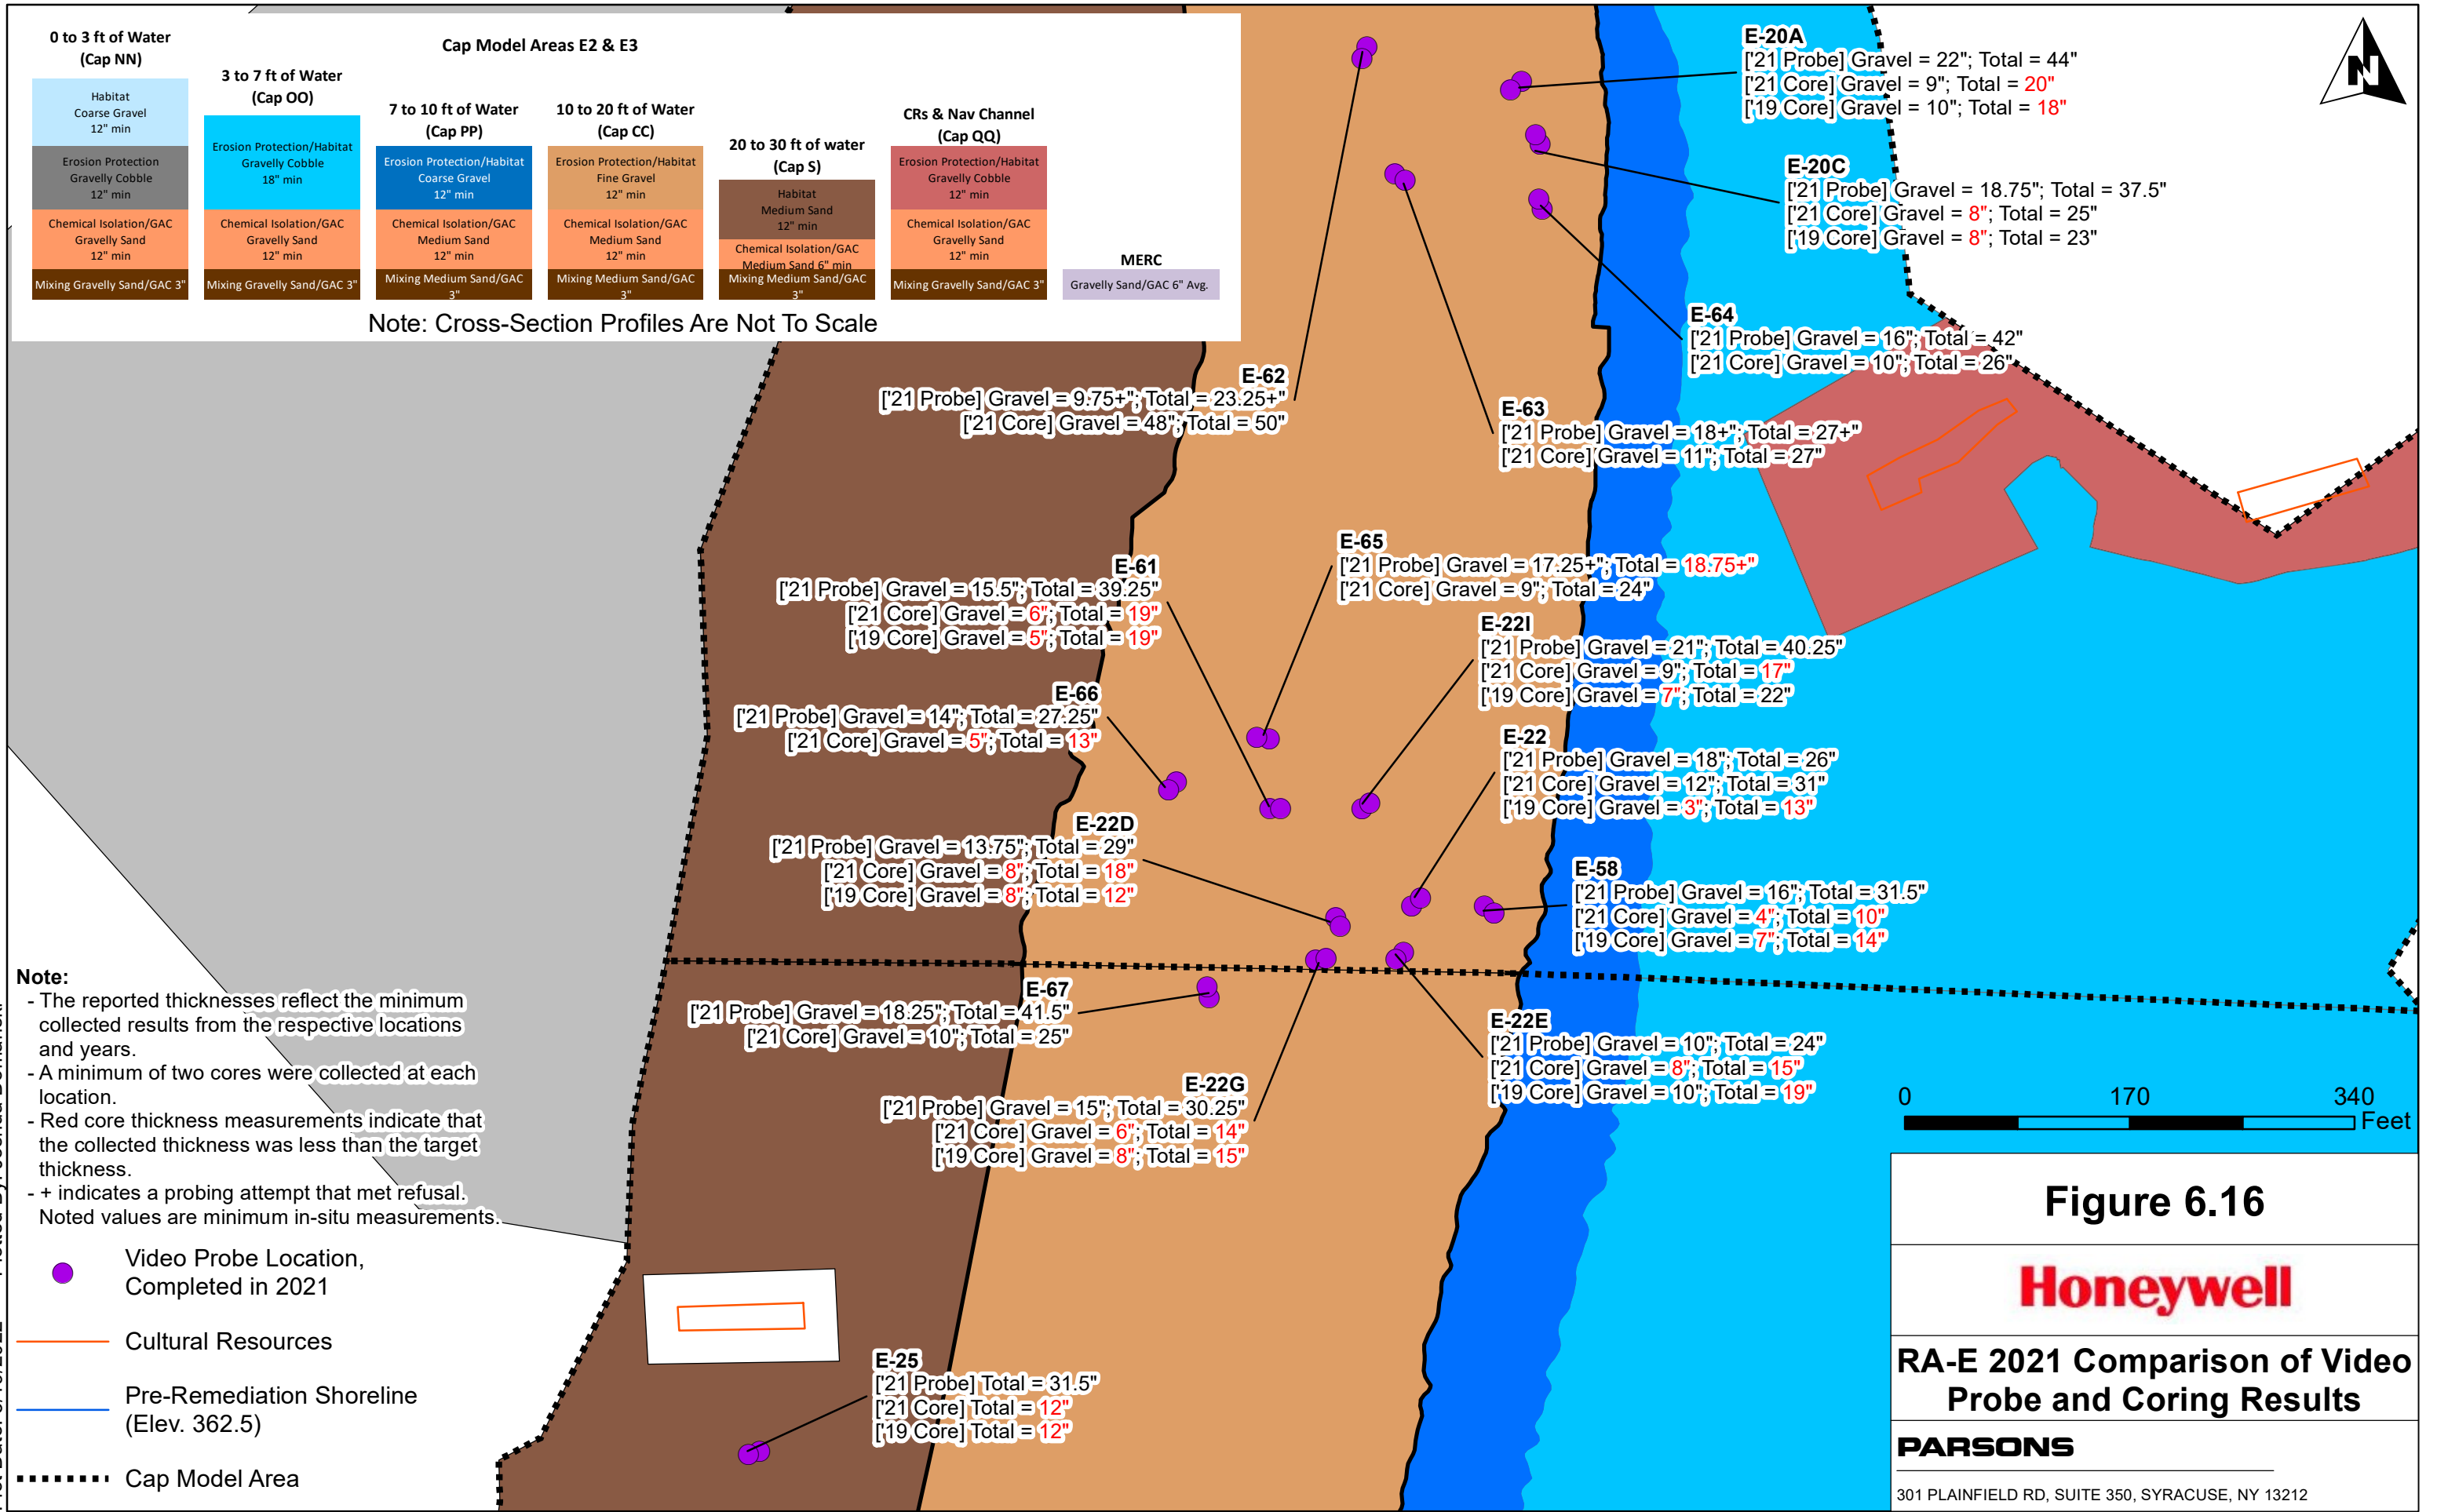 Cap Model Areas E2 & E3
0 to 3 ft of Water
(Cap NN)
Habitat
Coarse Gravel
12" min
Erosion Protection
Gravelly Cobble
12" min
Chemical Isolation/GAC
Gravelly Sand
12" min
Mixing Gravelly Sand/GAC 3"
3 to 7 ft of Water
(Cap OO)
Erosion Protection/Habitat
Gravelly Cobble
18" min
Chemical Isolation/GAC
Gravelly Sand
12" min
Mixing Gravelly Sand/GAC 3"
7 to 10 ft of Water
(Cap PP)
Erosion Protection/Habitat
Coarse Gravel
12" min
Chemical Isolation/GAC
Medium Sand
12" min
Mixing Medium Sand/GAC
3"
10 to 20 ft of Water
(Cap CC)
Erosion Protection/Habitat
Fine Gravel
12" min
Chemical Isolation/GAC
Medium Sand
12" min
Mixing Medium Sand/GAC
3"
20 to 30 ft of water
(Cap S)
Habitat
Medium Sand
12" min
Chemical Isolation/GAC
Medium Sand 6" min
Mixing Medium Sand/GAC
3"
CRs & Nav Channel
(Cap QQ)
Erosion Protection/Habitat
Gravelly Cobble
12" min
Chemical Isolation/GAC
Gravelly Sand
12" min
Mixing Gravelly Sand/GAC 3"
MERC
Gravelly Sand/GAC 6" Avg.
Note: Cross-Section Profiles Are Not To Scale
N
E-20A
['21 Probe] Gravel = 22"; Total = 44"
['21 Core] Gravel = 9"; Total = 20"
['19 Core] Gravel = 10"; Total = 18"
E-20C
['21 Probe] Gravel = 18.75"; Total = 37.5"
['21 Core] Gravel = 8"; Total = 25"
['19 Core] Gravel = 8"; Total = 23"
E-64
['21 Probe] Gravel = 16"; Total = 42"
['21 Core] Gravel = 10"; Total = 26"
E-62
['21 Probe] Gravel = 9.75+"; Total = 23.25+"
['21 Core] Gravel = 48"; Total = 50"
E-63
['21 Probe] Gravel = 18+"; Total = 27+"
['21 Core] Gravel = 11"; Total = 27"
E-65
['21 Probe] Gravel = 17.25+"; Total = 18.75+"
['21 Core] Gravel = 9"; Total = 24"
E-61
['21 Probe] Gravel = 15.5"; Total = 39.25"
['21 Core] Gravel = 6"; Total = 19"
['19 Core] Gravel = 5"; Total = 19"
E-22I
['21 Probe] Gravel = 21"; Total = 40.25"
['21 Core] Gravel = 9"; Total = 17"
['19 Core] Gravel = 7"; Total = 22"
E-66
['21 Probe] Gravel = 14"; Total = 27.25"
['21 Core] Gravel = 5"; Total = 13"
E-22
['21 Probe] Gravel = 18"; Total = 26"
['21 Core] Gravel = 12"; Total = 31"
['19 Core] Gravel = 3"; Total = 13"
E-22D
['21 Probe] Gravel = 13.75"; Total = 29"
['21 Core] Gravel = 8"; Total = 18"
['19 Core] Gravel = 8"; Total = 12"
E-58
['21 Probe] Gravel = 16"; Total = 31.5"
['21 Core] Gravel = 4"; Total = 10"
['19 Core] Gravel = 7"; Total = 14"
E-67
['21 Probe] Gravel = 18.25"; Total = 41.5"
['21 Core] Gravel = 10"; Total = 25"
E-22E
['21 Probe] Gravel = 10"; Total = 24"
['21 Core] Gravel = 8"; Total = 15"
['19 Core] Gravel = 10"; Total = 19"
E-22G
['21 Probe] Gravel = 15"; Total = 30.25"
['21 Core] Gravel = 6"; Total = 14"
['19 Core] Gravel = 8"; Total = 15"
E-25
['21 Probe] Total = 31.5"
['21 Core] Total = 12"
['19 Core] Total = 12"
Note:
- The reported thicknesses reflect the minimum
collected results from the respective locations
and years.
- A minimum of two cores were collected at each
location.
- Red core thickness measurements indicate that
the collected thickness was less than the target
thickness.
- + indicates a probing attempt that met refusal.
Noted values are minimum in-situ measurements.
Video Probe Location,
Completed in 2021
Cultural Resources
Pre-Remediation Shoreline
(Elev. 362.5)
Cap Model Area
0 170 340
Feet
Figure 6.16
Honeywell
RA-E 2021 Comparison of Video
Probe and Coring Results
PARSONS
301 PLAINFIELD RD, SUITE 350, SYRACUSE, NY 13212